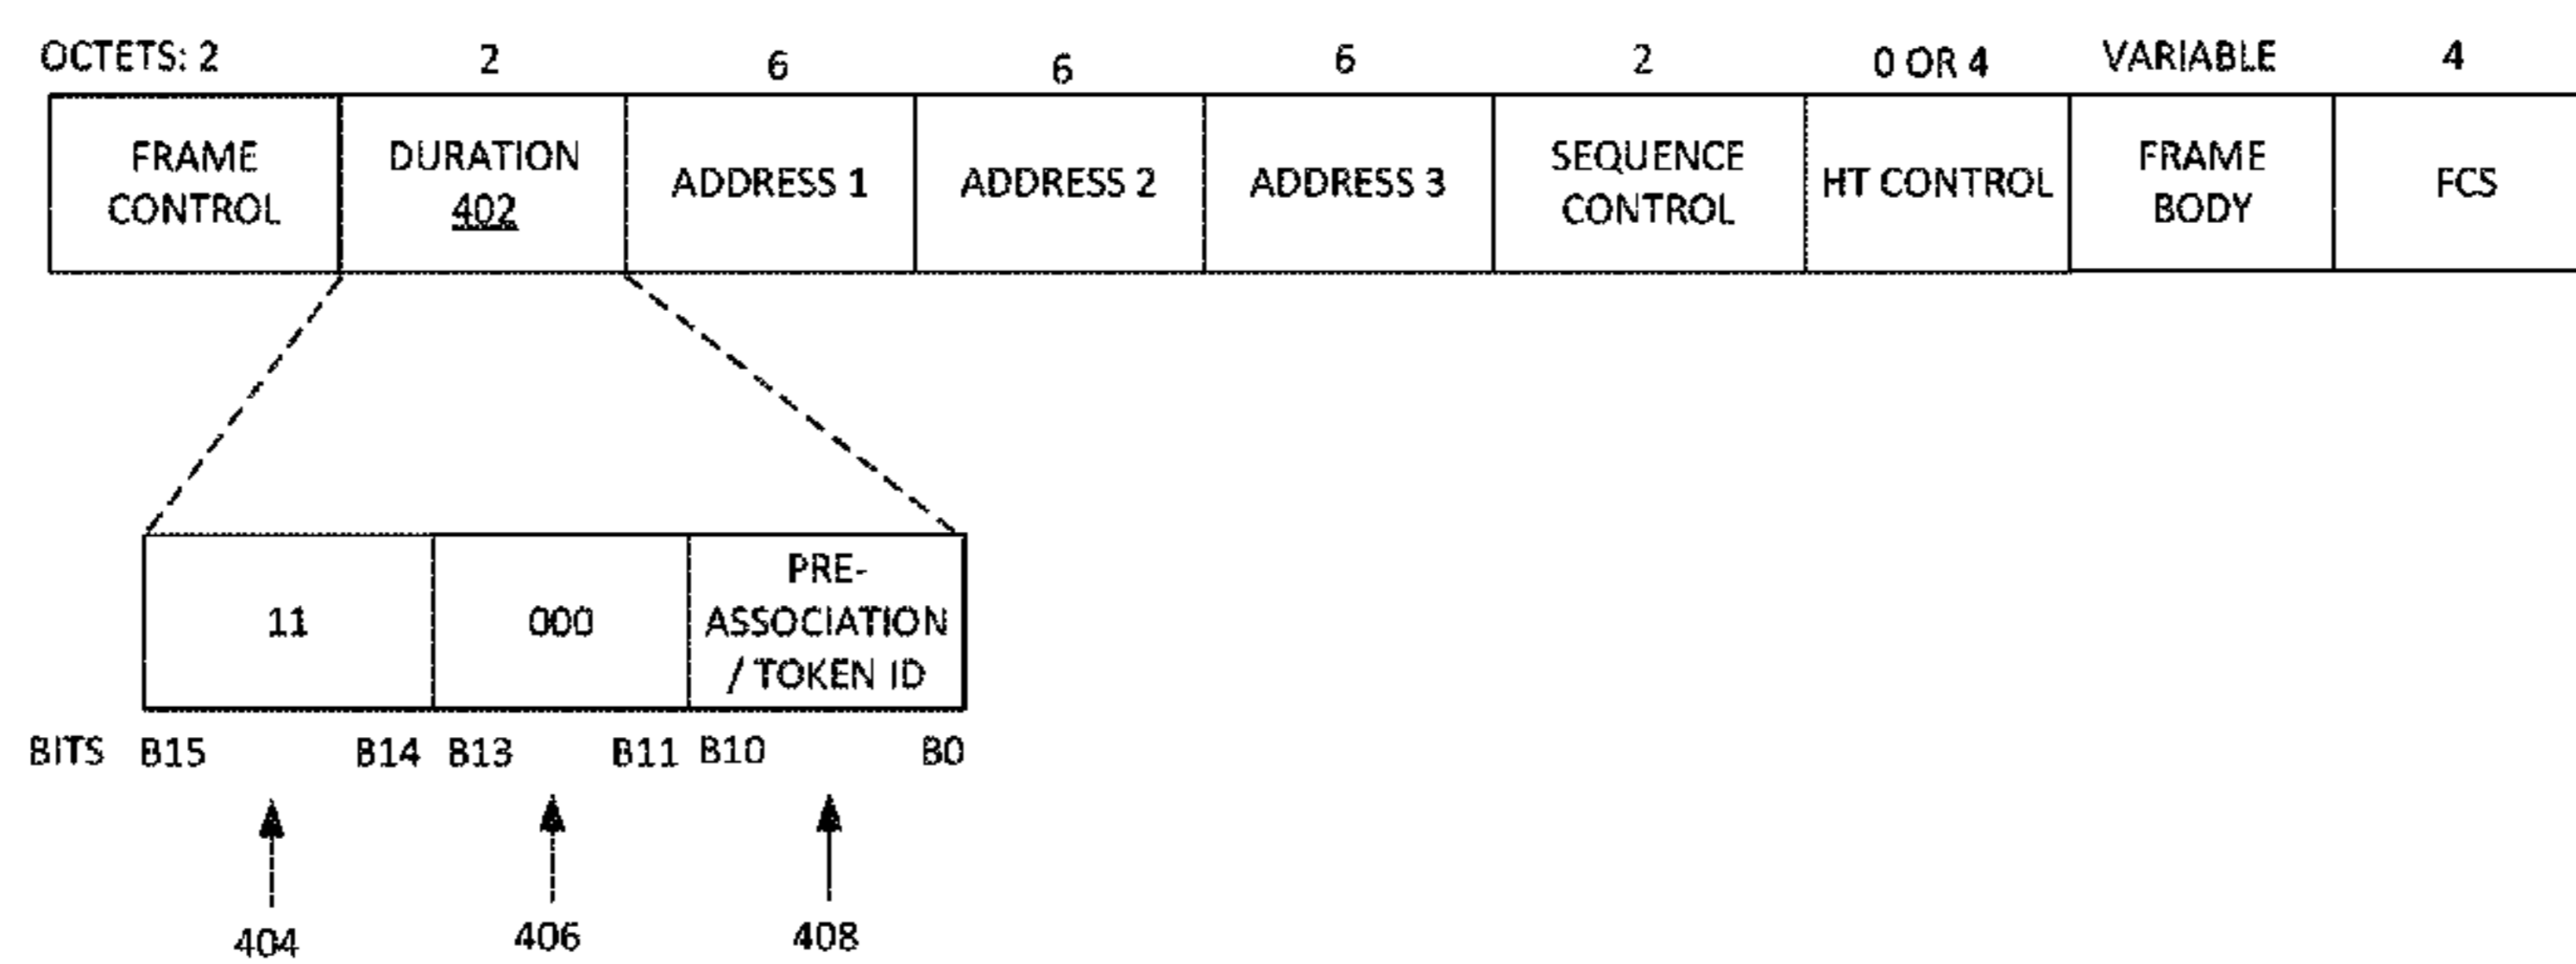 OCTETS: 2 2 6 6 6 2 0 OR 4 VARIABLE 4
FRAME CONTROL
DURATION 402
ADDRESS 1
ADDRESS 2
ADDRESS 3
SEQUENCE CONTROL
HT CONTROL
FRAME BODY
FCS
11
000
PRE-
ASSOCIATION
/ TOKEN ID
BITS B15 B14 B13 B11 B10 B0
404 406 408